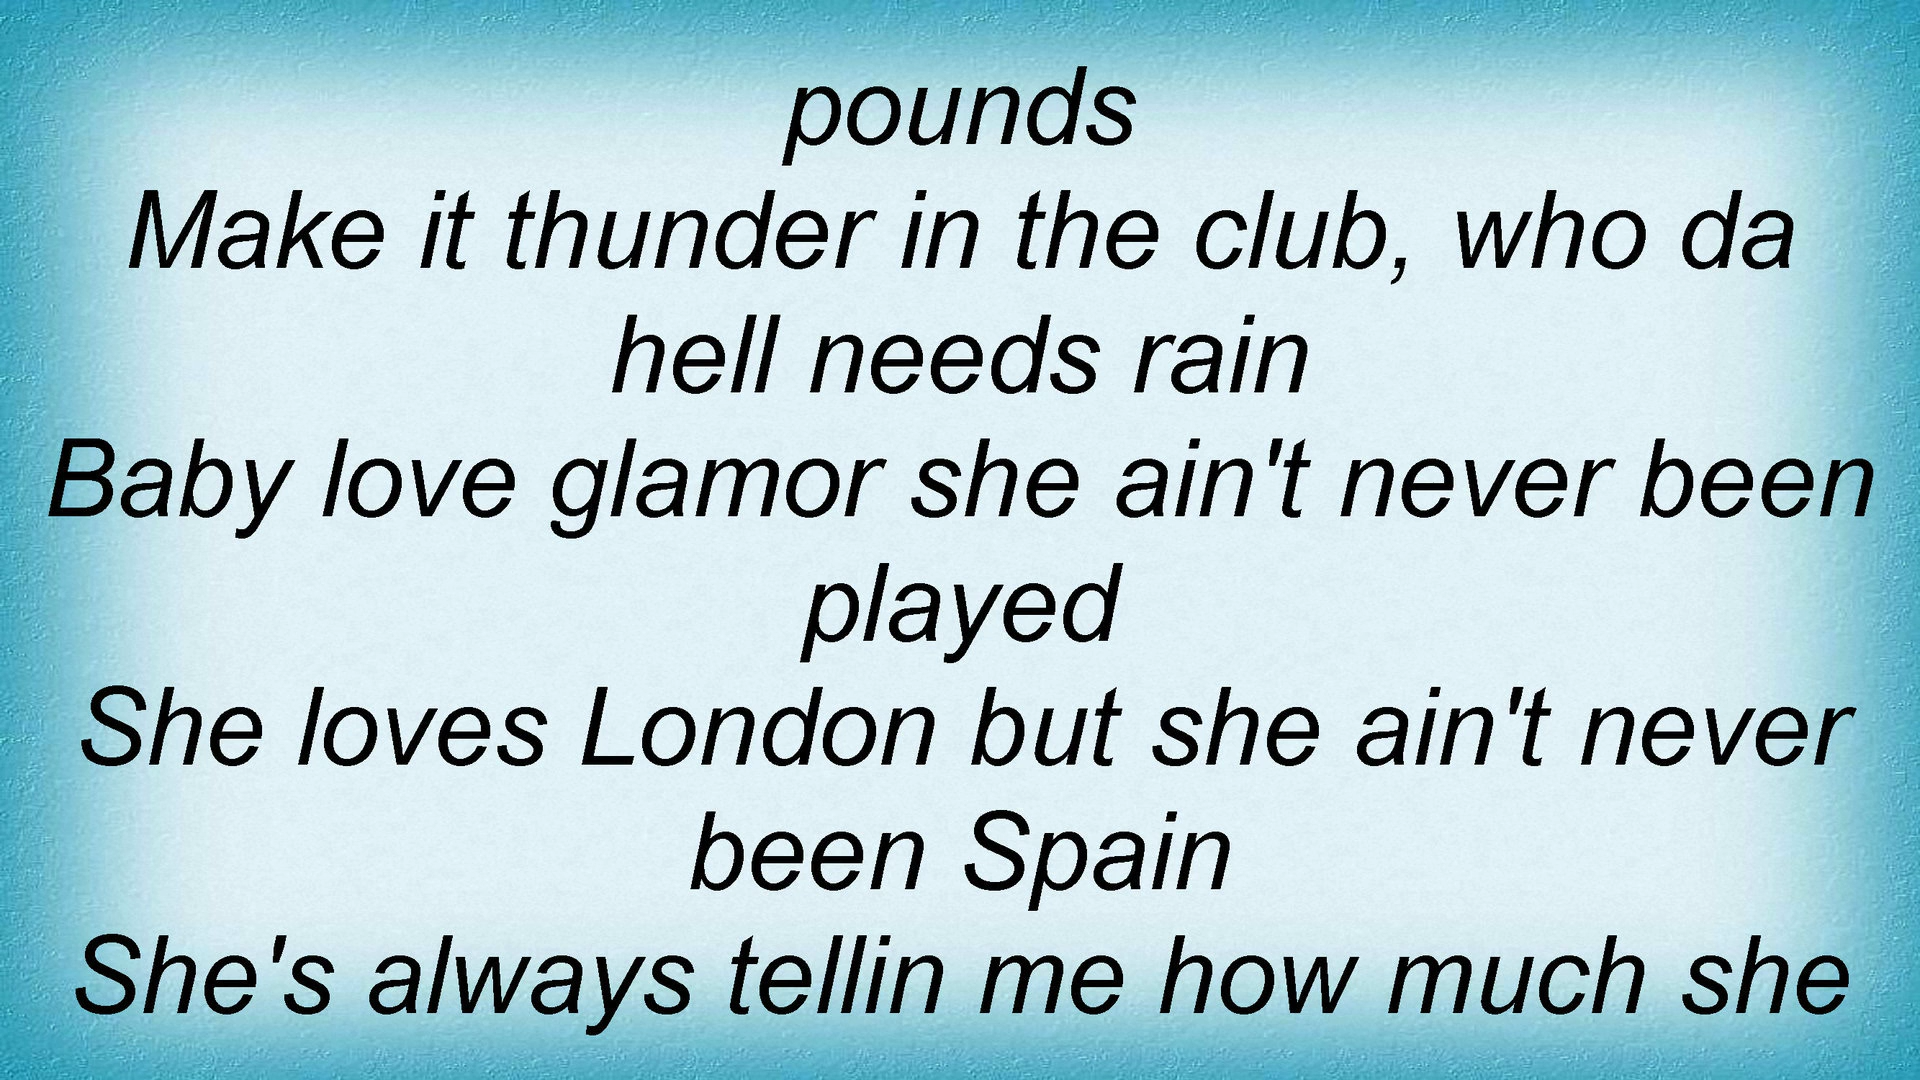 pounds
Make it thunder in the club, who da
hell needs rain
Baby love glamor she ain't never been
played
She loves London but she ain't never
been Spain
She's always tellin me how much she